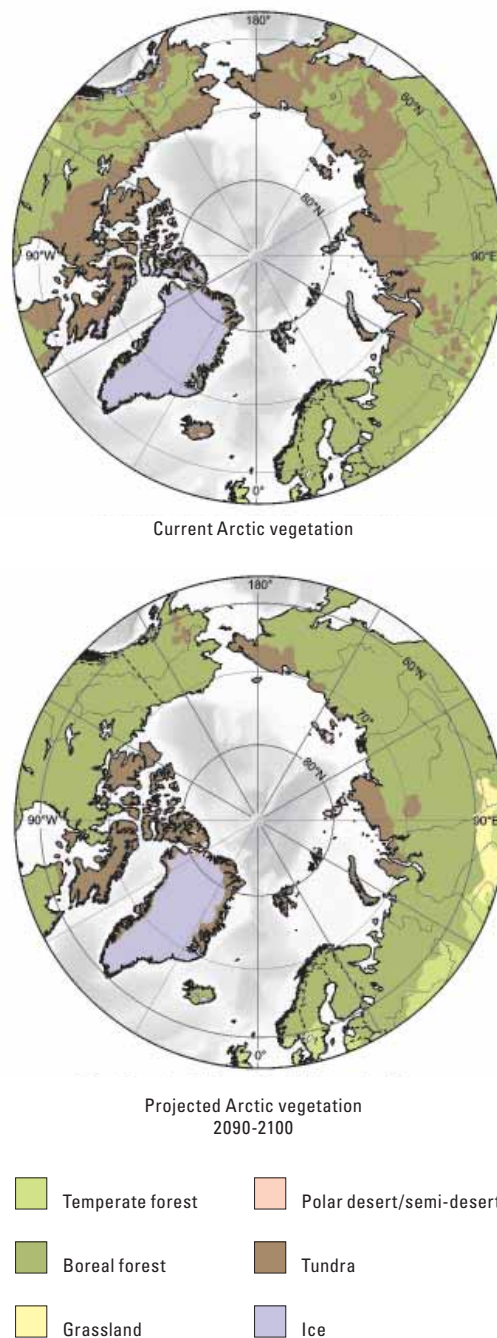 180°
60°N
70°
80°N
90°W
90°E
0°
Current Arctic vegetation
180°
60°N
70°
80°N
90°W
90°E
0°
Projected Arctic vegetation
2090-2100
Temperate forest
Polar desert/semi-desert
Boreal forest
Tundra
Grassland
Ice